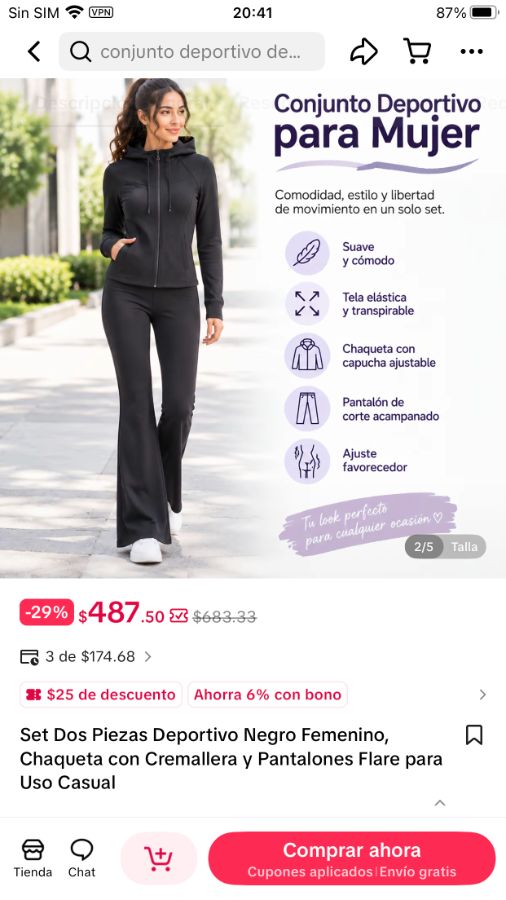 Sin SIM VPN 20:41 87%
conjunto deportivo de...
Conjunto Deportivo
para Mujer
Comodidad, estilo y libertad
de movimiento en un solo set.
Suave
y cómodo
Tela elástica
y transpirable
Chaqueta con
capucha ajustable
Pantalón de
corte acampanado
Ajuste
favorecedor
Tu look perfecto
para cualquier ocasión
2/5 Talla
-29% $487.50 $683.33
3 de $174.68
$25 de descuento Ahorra 6% con bono
Set Dos Piezas Deportivo Negro Femenino,
Chaqueta con Cremallera y Pantalones Flare para
Uso Casual
Tienda Chat
Comprar ahora
Cupones aplicados | Envío gratis